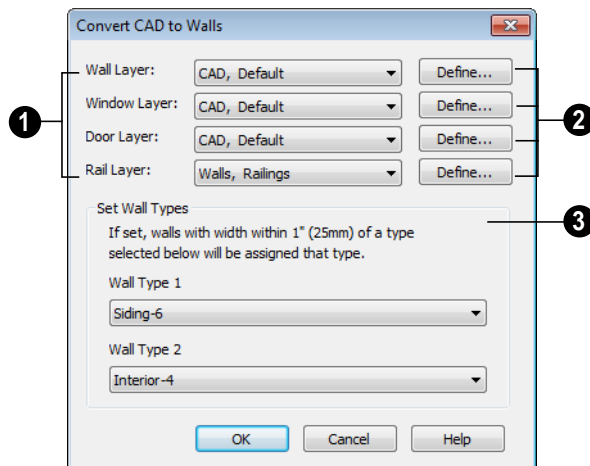 Convert CAD to Walls
Wall Layer: CAD, Default Define...
Window Layer: CAD, Default Define...
Door Layer: CAD, Default Define...
Rail Layer: Walls, Railings Define...
1
2
Set Wall Types
3
If set, walls with width within 1" (25mm) of a type
selected below will be assigned that type.
Wall Type 1
Siding-6
Wall Type 2
Interior-4
OK Cancel Help